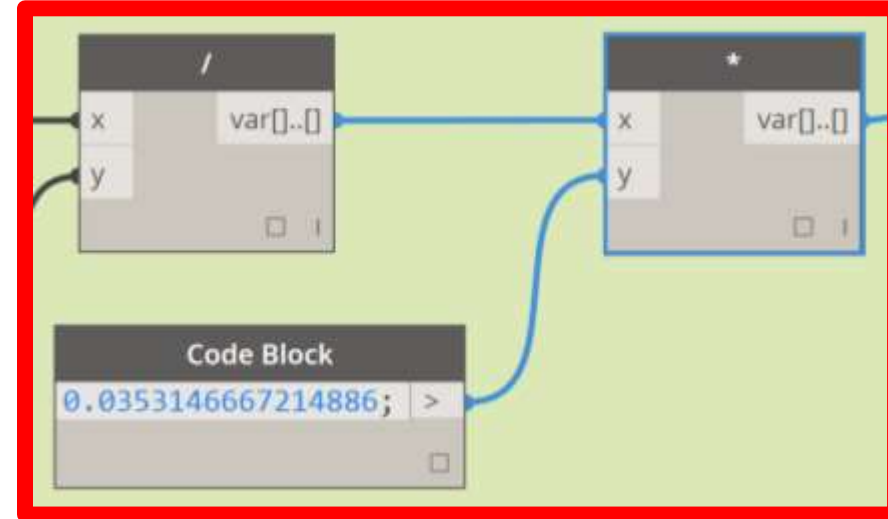 /
x
var[]..[]
y
*
x
var[]..[]
y
Code Block
0.0353146667214886;
>